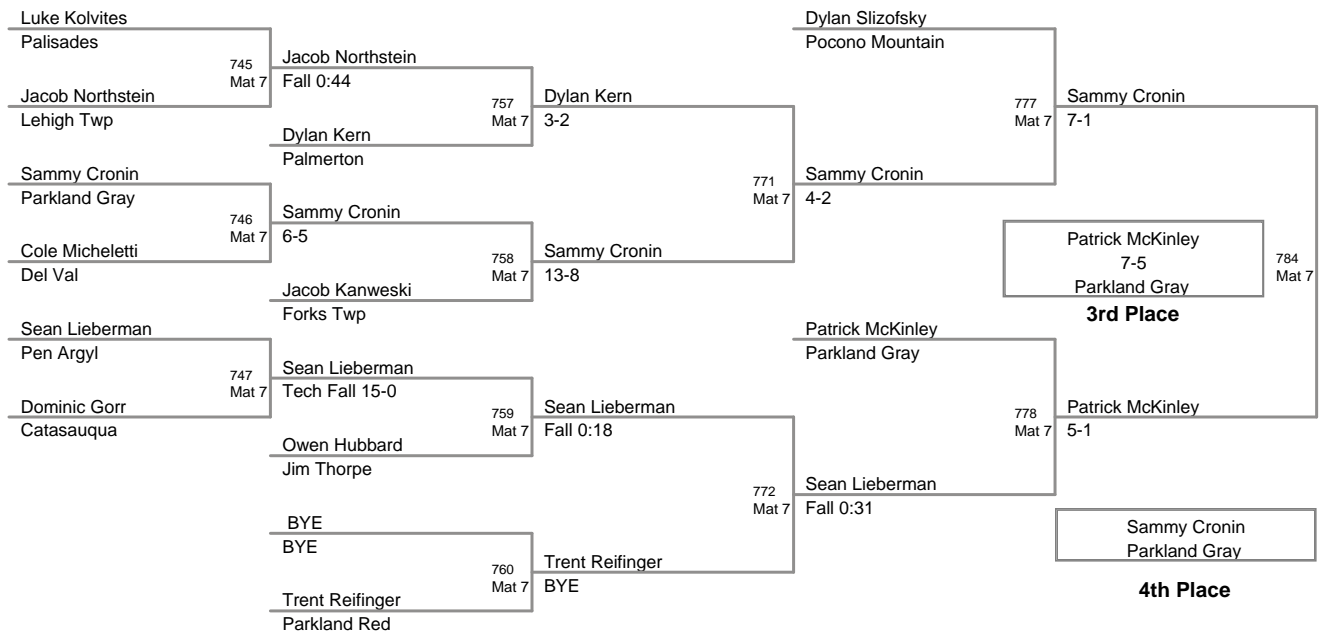 Luke Kolvites
Palisades
745
Mat 7
Jacob Northstein
Fall 0:44
Jacob Northstein
Lehigh Twp
757
Mat 7
Dylan Kern
3-2
Dylan Kern
Palmerton
Sammy Cronin
Parkland Gray
746
Mat 7
Sammy Cronin
6-5
Cole Micheletti
Del Val
758
Mat 7
Sammy Cronin
13-8
Jacob Kanweski
Forks Twp
771
Mat 7
Sammy Cronin
4-2
Dylan Slizofsky
Pocono Mountain
777
Mat 7
Sammy Cronin
7-1
Sean Lieberman
Pen Argyl
747
Mat 7
Sean Lieberman
Tech Fall 15-0
Dominic Gorr
Catasauqua
759
Mat 7
Sean Lieberman
Fall 0:18
Owen Hubbard
Jim Thorpe
BYE
BYE
760
Mat 7
Trent Reifinger
BYE
Trent Reifinger
Parkland Red
772
Mat 7
Sean Lieberman
Fall 0:31
Patrick McKinley
Parkland Gray
778
Mat 7
Patrick McKinley
5-1
784
Mat 7
Patrick McKinley
7-5
Parkland Gray
3rd Place
Sammy Cronin
Parkland Gray
4th Place